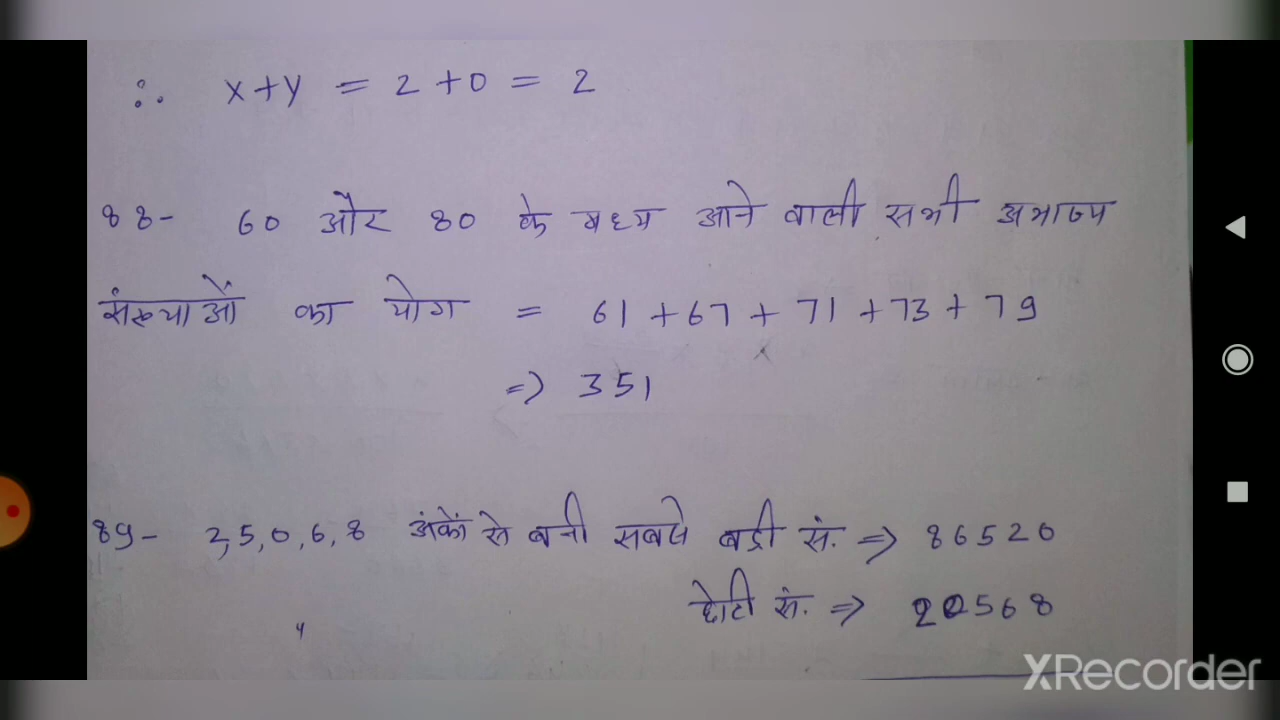 ∴ x+y = 2+0 = 2
88- 60 और 80 के मध्य आने वाली सभी अभाज्य
संख्याओं का योग = 61+67+71+73+79
=> 351
89- 2,5,0,6,8 अंकों से बनी सबसे बड़ी सं. => 86520
छोटी सं. => 20568
XRecorder